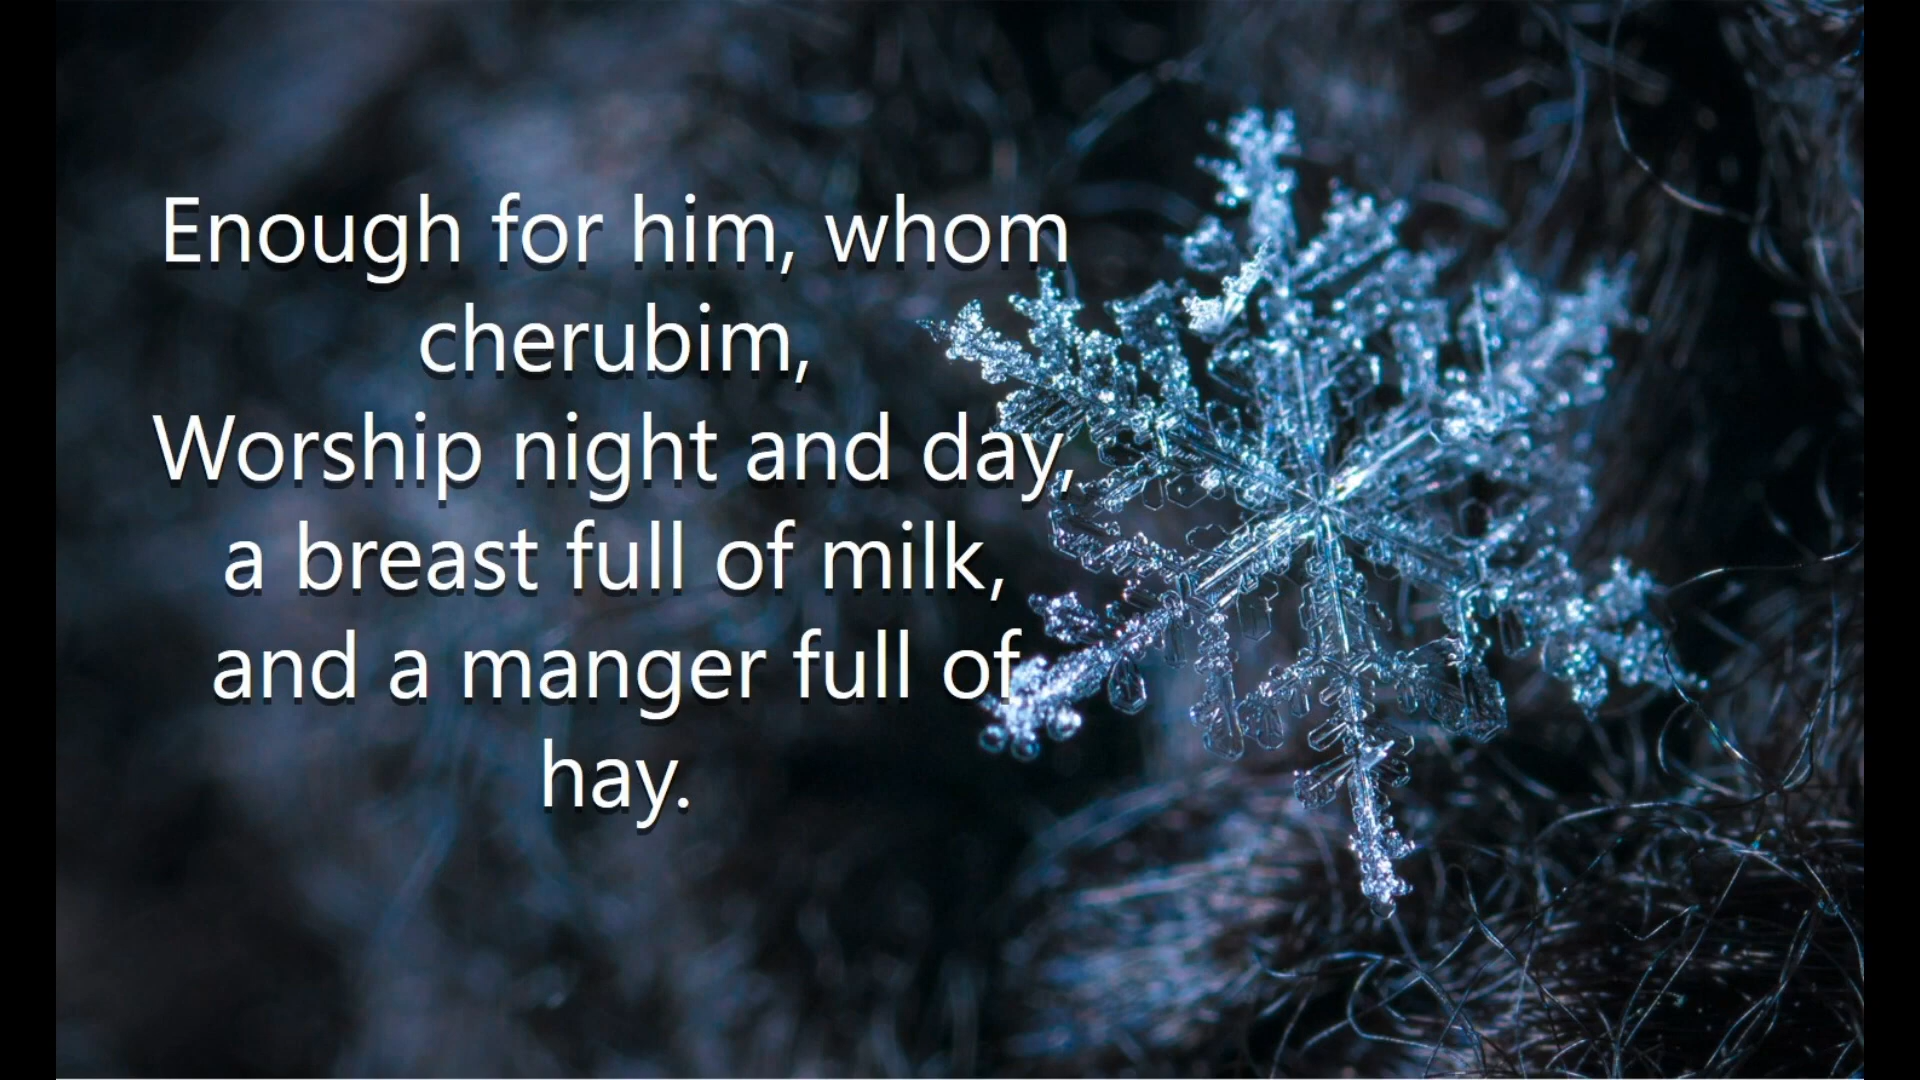 Enough for him, whom
cherubim,
Worship night and day,
a breast full of milk,
and a manger full of
hay.